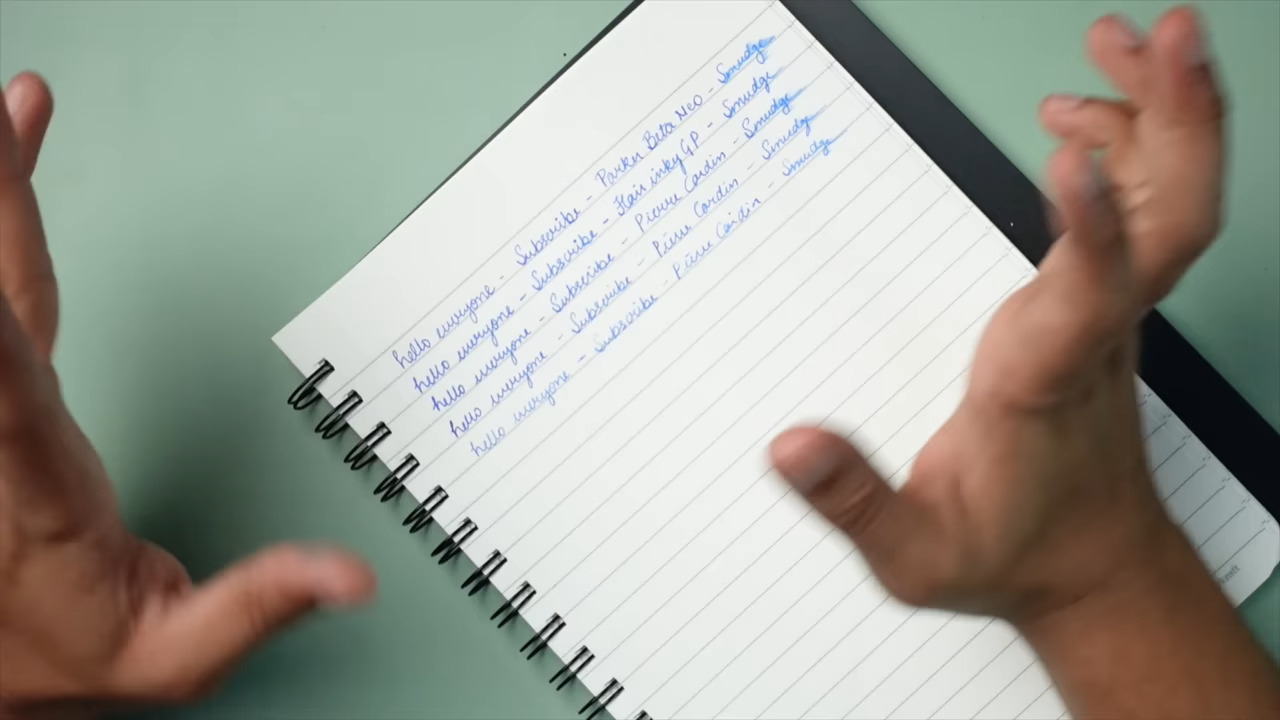 hello everyone - Subscribe - Parker Beta Neo - Smudge
hello everyone - Subscribe - Flair inky GP - Smudge
hello everyone - Subscribe - Pierre Cardin - Smudge
hello everyone - Subscribe - Pierre Cardin - Smudge
hello everyone - Subscribe - Pierre Cardin - Smudge